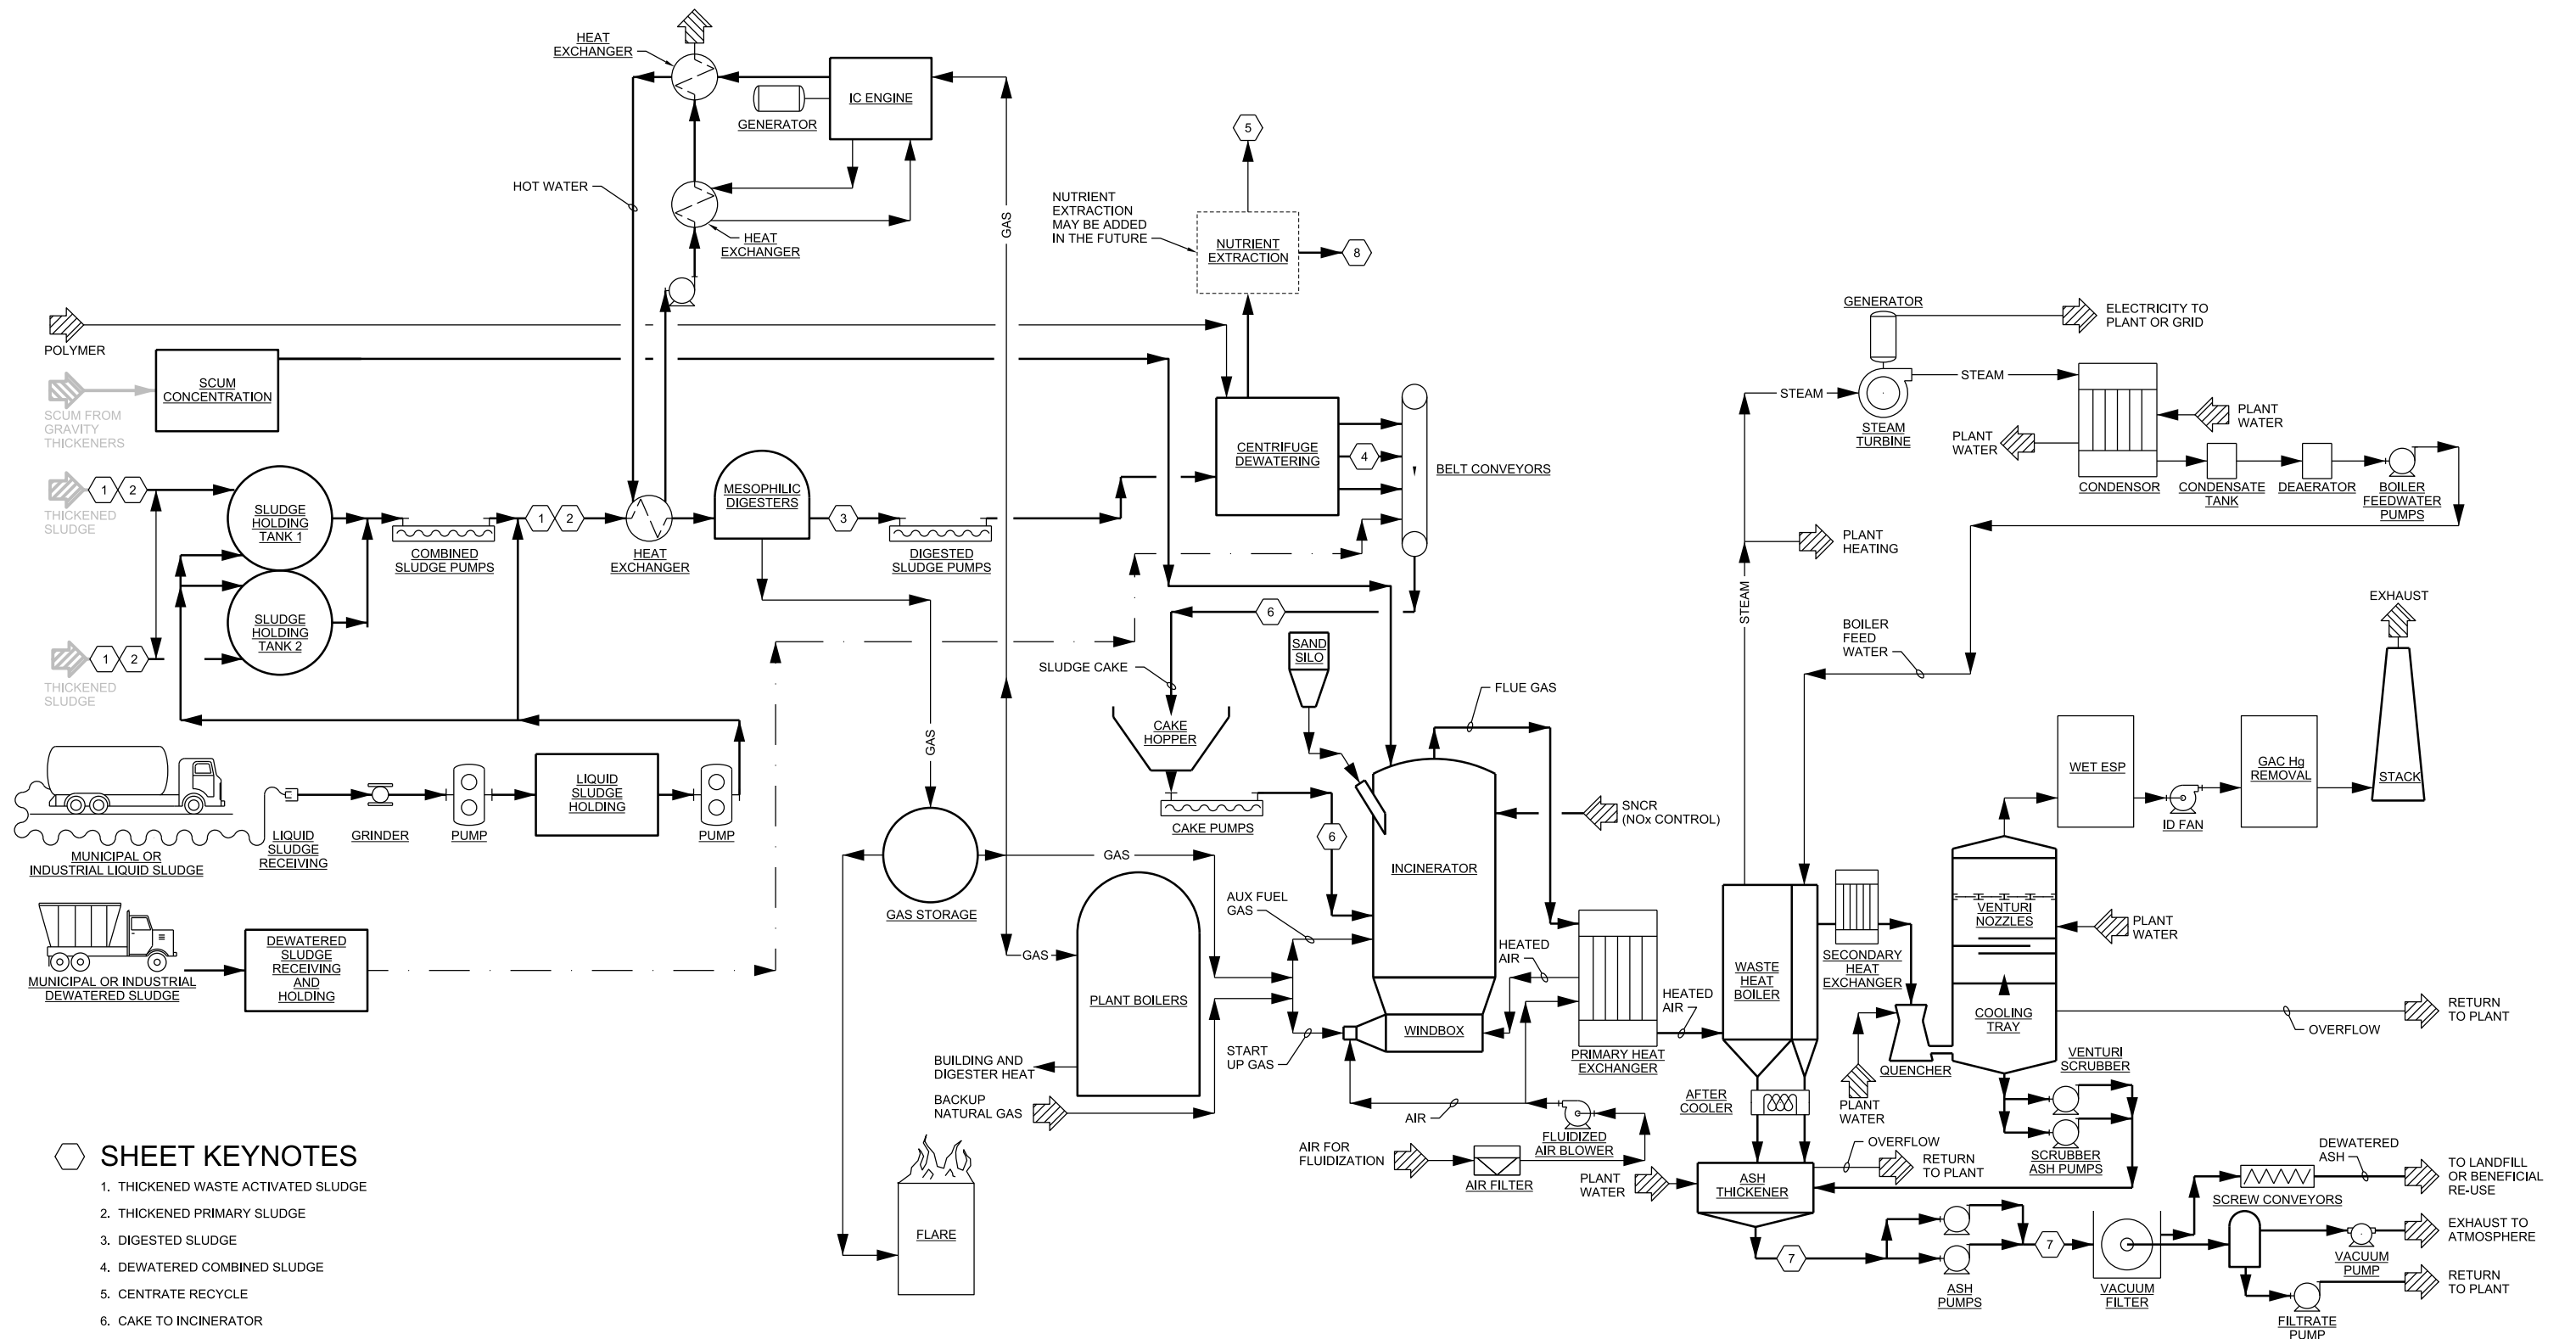 HEAT
EXCHANGER
IC ENGINE
GENERATOR
HOT WATER
HEAT
EXCHANGER
GAS
5
NUTRIENT
EXTRACTION
MAY BE ADDED
IN THE FUTURE
NUTRIENT
EXTRACTION
8
POLYMER
SCUM
CONCENTRATION
SCUM FROM
GRAVITY
THICKENERS
1
2
THICKENED
SLUDGE
SLUDGE
HOLDING
TANK 1
SLUDGE
HOLDING
TANK 2
1
2
THICKENED
SLUDGE
COMBINED
SLUDGE PUMPS
1
2
HEAT
EXCHANGER
MESOPHILIC
DIGESTERS
3
DIGESTED
SLUDGE PUMPS
CENTRIFUGE
DEWATERING
4
BELT CONVEYORS
GENERATOR
ELECTRICITY TO
PLANT OR GRID
STEAM
STEAM
STEAM
TURBINE
PLANT
WATER
PLANT
WATER
CONDENSOR
CONDENSATE
TANK
DEAERATOR
BOILER
FEEDWATER
PUMPS
PLANT
HEATING
STEAM
BOILER
FEED
WATER
EXHAUST
6
SLUDGE CAKE
SAND
SILO
FLUE GAS
CAKE
HOPPER
CAKE PUMPS
6
SNCR
(NOx CONTROL)
INCINERATOR
WET ESP
ID FAN
GAC Hg
REMOVAL
STACK
MUNICIPAL OR
INDUSTRIAL LIQUID SLUDGE
LIQUID
SLUDGE
RECEIVING
GRINDER
PUMP
LIQUID
SLUDGE
HOLDING
PUMP
GAS
GAS STORAGE
GAS
MUNICIPAL OR INDUSTRIAL
DEWATERED SLUDGE
DEWATERED
SLUDGE
RECEIVING
AND
HOLDING
GAS
PLANT BOILERS
AUX FUEL
GAS
HEATED
AIR
WINDBOX
START
UP GAS
BUILDING AND
DIGESTER HEAT
BACKUP
NATURAL GAS
PRIMARY HEAT
EXCHANGER
HEATED
AIR
WASTE
HEAT
BOILER
SECONDARY
HEAT
EXCHANGER
VENTURI
NOZZLES
PLANT
WATER
COOLING
TRAY
OVERFLOW
RETURN
TO PLANT
QUENCHER
PLANT
WATER
VENTURI
SCRUBBER
SCRUBBER
ASH PUMPS
AIR
FLUIDIZED
AIR BLOWER
AIR FOR
FLUIDIZATION
AIR FILTER
AFTER
COOLER
PLANT
WATER
ASH
THICKENER
OVERFLOW
RETURN
TO PLANT
7
ASH
PUMPS
7
VACUUM
FILTER
DEWATERED
ASH
SCREW CONVEYORS
TO LANDFILL
OR BENEFICIAL
RE-USE
EXHAUST TO
ATMOSPHERE
VACUUM
PUMP
RETURN
TO PLANT
FILTRATE
PUMP
FLARE
SHEET KEYNOTES
1. THICKENED WASTE ACTIVATED SLUDGE
2. THICKENED PRIMARY SLUDGE
3. DIGESTED SLUDGE
4. DEWATERED COMBINED SLUDGE
5. CENTRATE RECYCLE
6. CAKE TO INCINERATOR